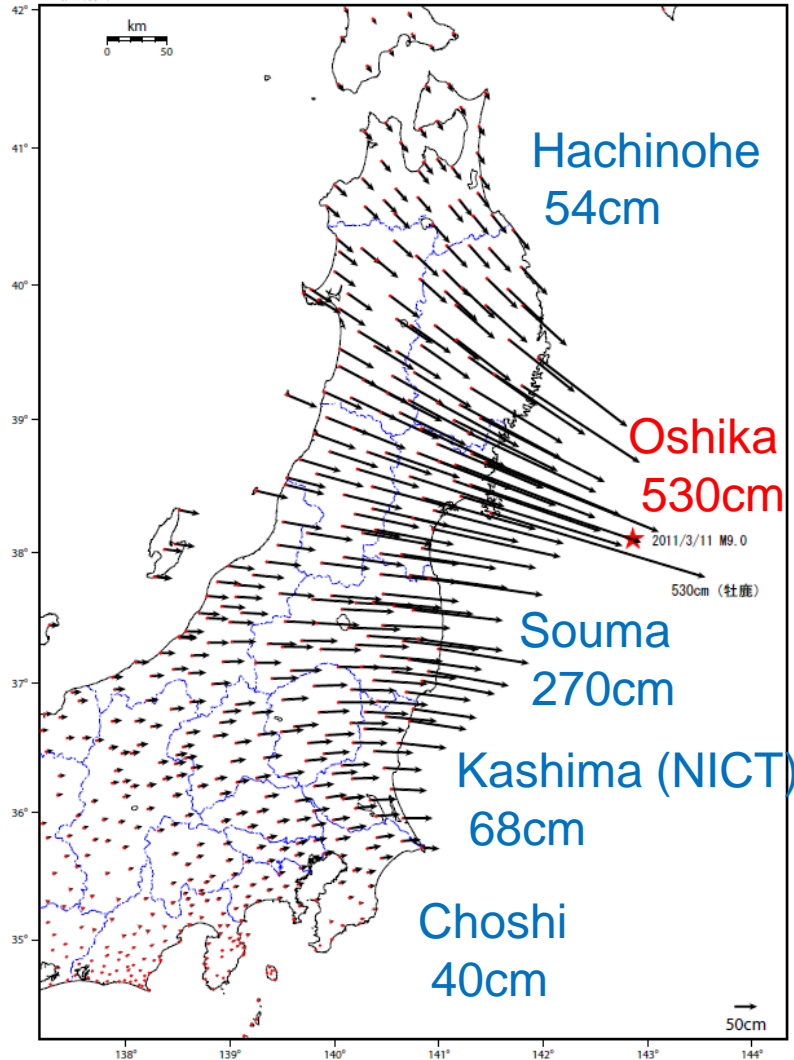 42°
km
0 50
41°
Hachinohe
54cm
40°
39°
Oshika
530cm
2011/3/11 M9.0
38°
530cm (牡鹿)
Souma
270cm
37°
Kashima (NICT)
68cm
36°
Choshi
40cm
35°
50cm
138° 139° 140° 141° 142° 143° 144°